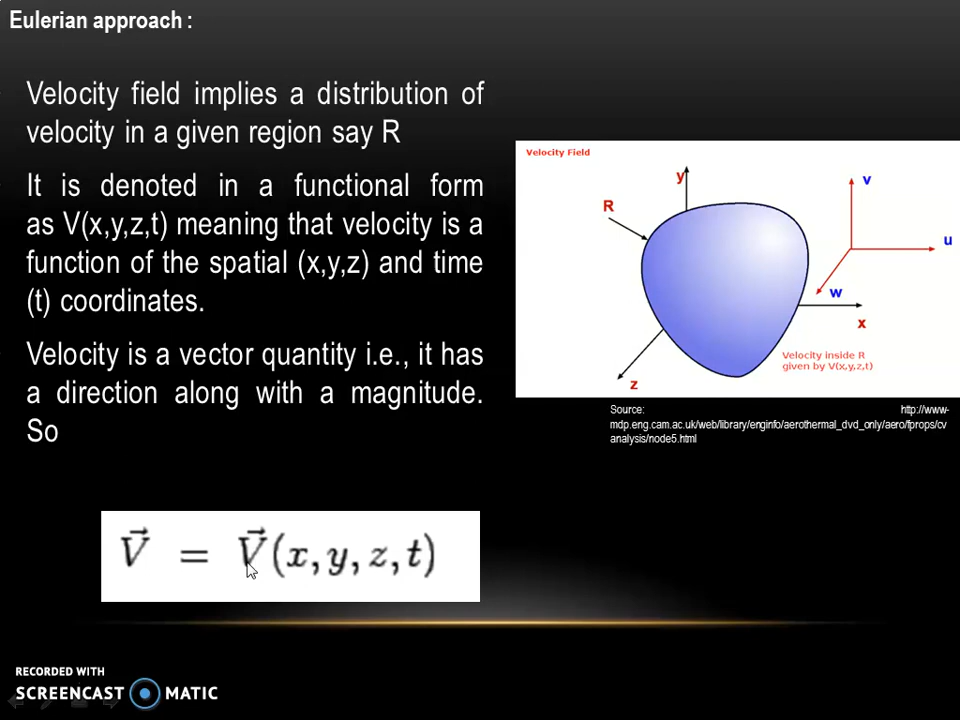 Eulerian approach :
Velocity field implies a distribution of
velocity in a given region say R
It is denoted in a functional form
as V(x,y,z,t) meaning that velocity is a
function of the spatial (x,y,z) and time
(t) coordinates.
Velocity is a vector quantity i.e., it has
a direction along with a magnitude.
So
\vec{V} = \vec{V}(x, y, z, t)
Velocity Field
y
R
v
u
w
x
z
Velocity inside R
given by V(x,y,z,t)
Source: http://www-
mdp.eng.cam.ac.uk/web/library/enginfo/aerothermal_dvd_only/aero/fprops/cv
analysis/node5.html
RECORDED WITH
SCREENCAST MATIC